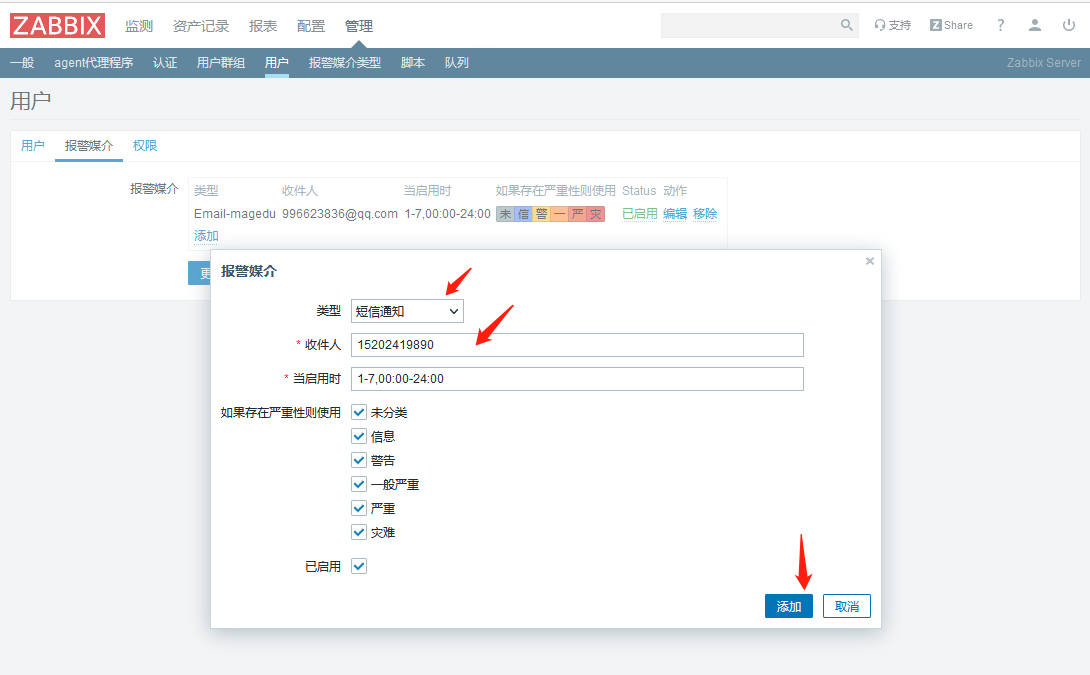 ZABBIX 监测 资产记录 报表 配置 管理 支持 Z Share ?
一般 agent代理程序 认证 用户群组 用户 报警媒介类型 脚本 队列 Zabbix Server
用户
用户 报警媒介 权限
报警媒介 类型 收件人 当启用时 如果存在严重性则使用 Status 动作
Email-magedu 996623836@qq.com 1-7,00:00-24:00 未 信 警 一 严 灾 已启用 编辑 移除
添加
更
报警媒介
类型 短信通知
* 收件人 15202419890
* 当启用时 1-7,00:00-24:00
如果存在严重性则使用 未分类
信息
警告
一般严重
严重
灾难
已启用
添加 取消